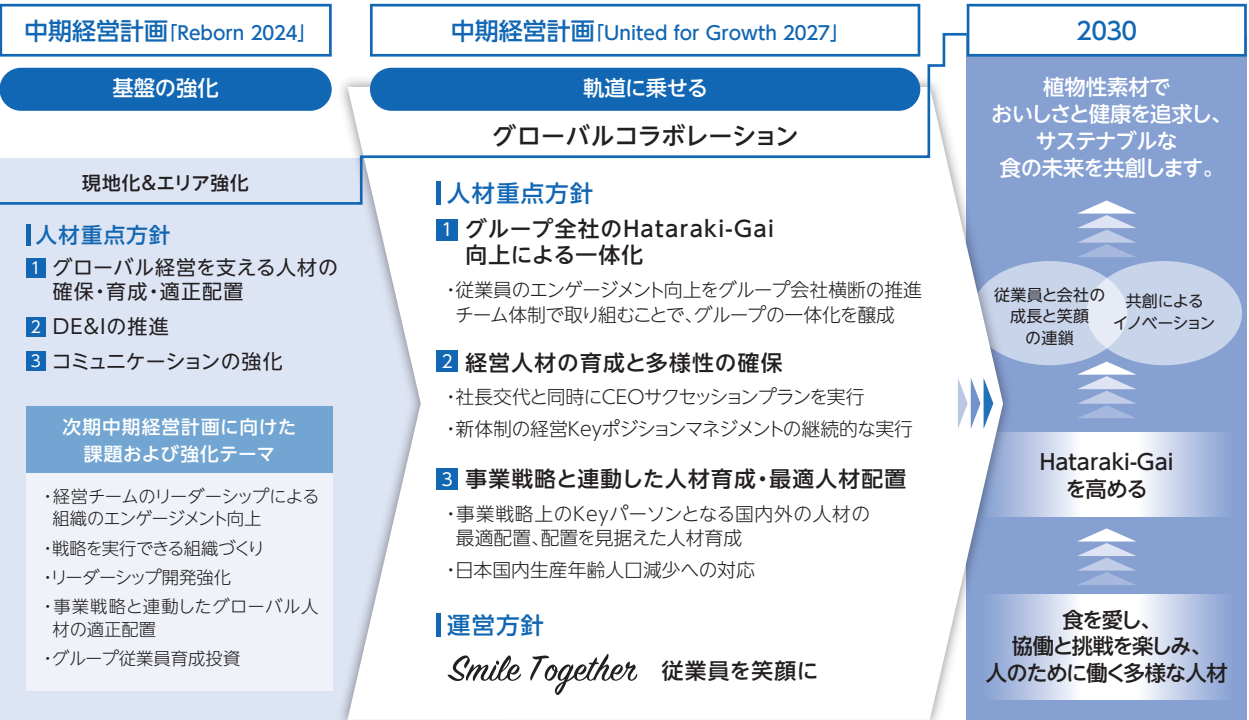 中期経営計画「Reborn 2024」
基盤の強化
現地化&エリア強化
人材重点方針
1 グローバル経営を支える人材の
確保・育成・適正配置
2 DE&Iの推進
3 コミュニケーションの強化
次期中期経営計画に向けた
課題および強化テーマ
・経営チームのリーダーシップによる
組織のエンゲージメント向上
・戦略を実行できる組織づくり
・リーダーシップ開発強化
・事業戦略と連動したグローバル人
材の適正配置
・グループ従業員育成投資
中期経営計画「United for Growth 2027」
軌道に乗せる
グローバルコラボレーション
人材重点方針
1 グループ全社のHataraki-Gai
向上による一体化
・従業員のエンゲージメント向上をグループ会社横断の推進
チーム体制で取り組むことで、グループの一体化を醸成
2 経営人材の育成と多様性の確保
・社長交代と同時にCEOサクセッションプランを実行
・新体制の経営Keyポジションマネジメントの継続的な実行
3 事業戦略と連動した人材育成・最適人材配置
・事業戦略上のKeyパーソンとなる国内外の人材の
最適配置、配置を見据えた人材育成
・日本国内生産年齢人口減少への対応
運営方針
Smile Together 従業員を笑顔に
2030
植物性素材で
おいしさと健康を追求し、
サステナブルな
食の未来を共創します。
従業員と会社の
成長と笑顔
の連鎖
共創による
イノベーション
Hataraki-Gai
を高める
食を愛し、
協働と挑戦を楽しみ、
人のために働く多様な人材